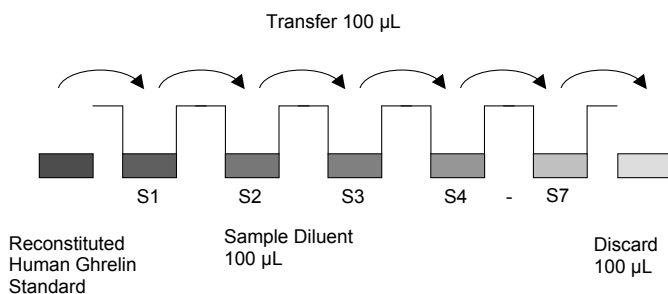 Transfer 100 µL
S1 S2 S3 S4 - S7
Reconstituted
Human Ghrelin
Standard
Sample Diluent
100 µL
Discard
100 µL